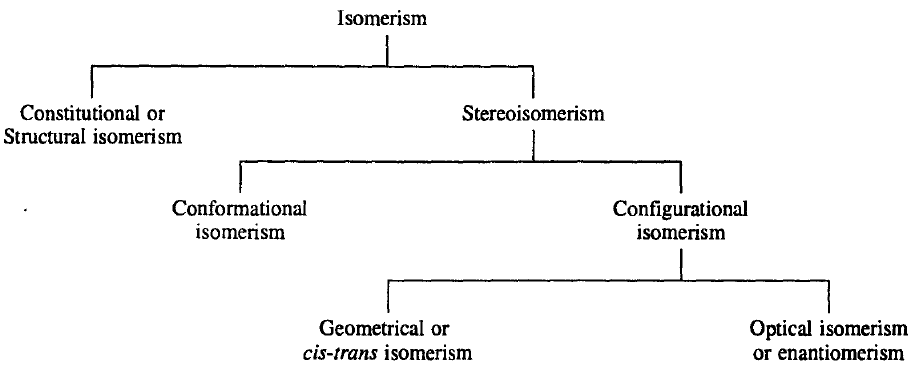 Isomerism
Constitutional or
Structural isomerism
Stereoisomerism
Conformational
isomerism
Configurational
isomerism
Geometrical or
cis-trans isomerism
Optical isomerism
or enantiomerism